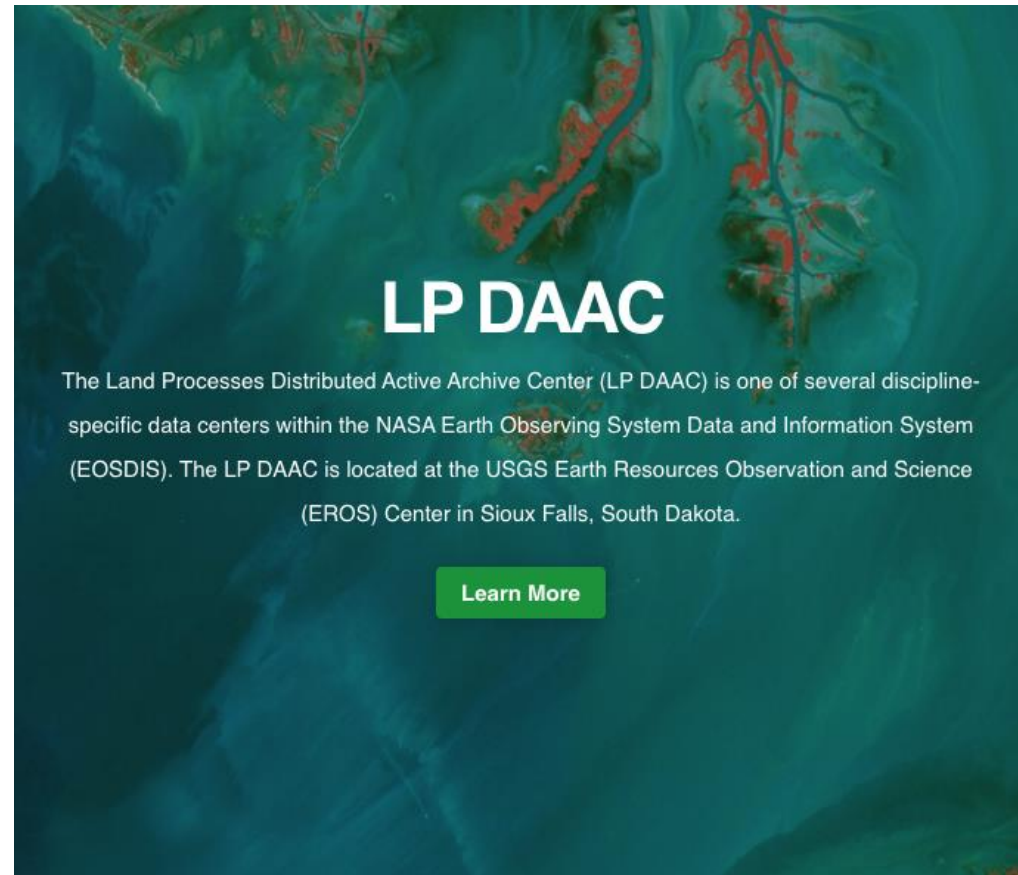 LP DAAC
The Land Processes Distributed Active Archive Center (LP DAAC) is one of several discipline-
specific data centers within the NASA Earth Observing System Data and Information System
(EOSDIS). The LP DAAC is located at the USGS Earth Resources Observation and Science
(EROS) Center in Sioux Falls, South Dakota.
Learn More